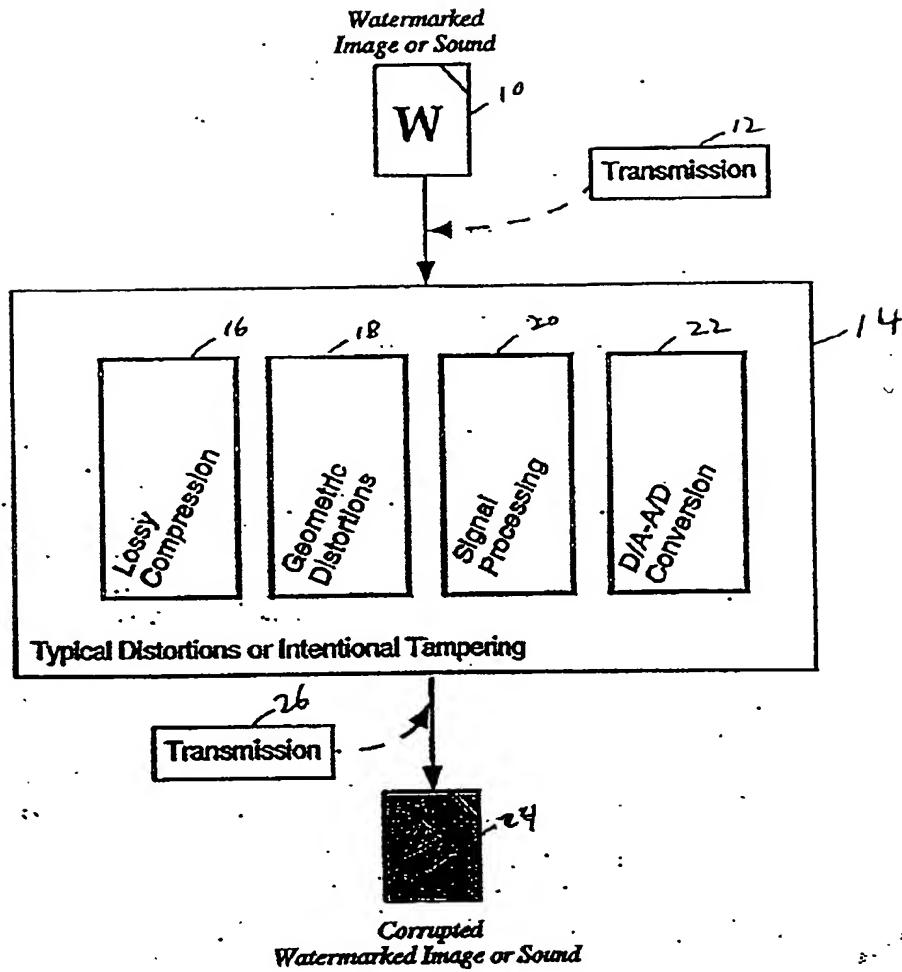 Watermarked
Image or Sound
W
10
12
Transmission
14
16
18
20
22
Lossy
Compression
Geometric
Distortions
Signal
Processing
D/A-A/D
Conversion
Typical Distortions or Intentional Tampering
26
Transmission
24
Corrupted
Watermarked Image or Sound